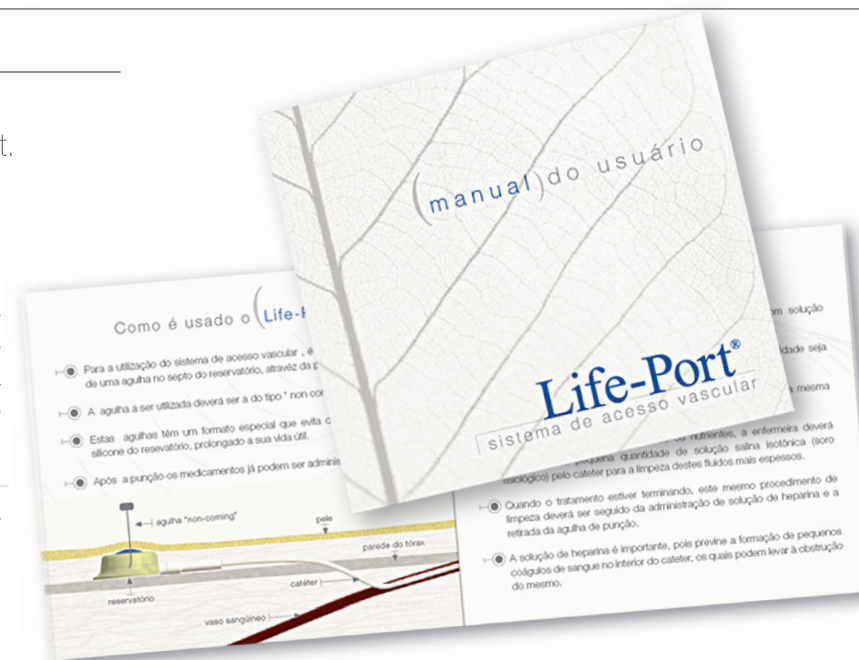 t.
(manual)do usuário
Life-Port®
sistema de acesso vascular
Como é usado o (Life-P
Para a utilização do sistema de acesso vascular , é
de uma agulha no septo do reservatório, atravéz da p
A agulha a ser utilizada deverá ser a do tipo " non cor
Estas agulhas têm um formato especial que evita c
silicone do resevatório, prolongado a sua vida útil.
Após a punção os medicamentos já podem ser adminis
agulha "non-corning"
pele
parede do tórax
reservatório
catéter
vaso sangüíneo
om solução
idade seja
a mesma
ou nutrientes, a enfermeira deverá
pequena quantidade de solução salina isotônica (soro
fisiológico) pelo cateter para a limpeza destes fluidos mais espessos.
Quando o tratamento estiver terminando, este mesmo procedimento de
limpeza deverá ser seguido da administração de solução de heparina e a
retirada da agulha de punção.
A solução de heparina é importante, pois previne a formação de pequenos
coágulos de sangue no interior do cateter, os quais podem levar à obstrução
do mesmo.